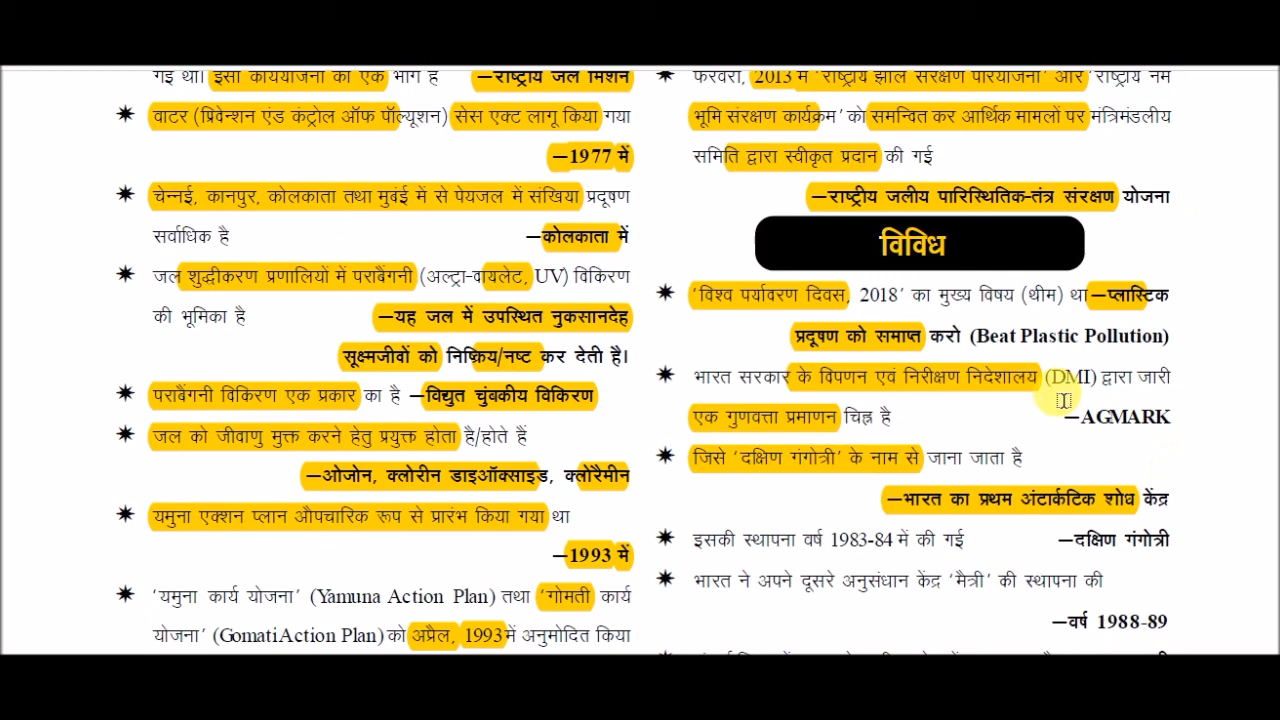 गई थी। इसी कार्ययोजना का एक भाग है —राष्ट्रीय जल मिशन
✷ वाटर (प्रिवेन्शन एंड कंट्रोल ऑफ पॉल्यूशन) सेस एक्ट लागू किया गया
—1977 में
✷ चेन्नई, कानपुर, कोलकाता तथा मुबंई में से पेयजल में संखिया प्रदूषण
सर्वाधिक है —कोलकाता में
✷ जल शुद्धीकरण प्रणालियों में पराबैंगनी (अल्ट्रा-वायलेट, UV) विकिरण
की भूमिका है —यह जल में उपस्थित नुकसानदेह
सूक्ष्मजीवों को निष्क्रिय/नष्ट कर देती है।
✷ पराबैंगनी विकिरण एक प्रकार का है —विद्युत चुंबकीय विकिरण
✷ जल को जीवाणु मुक्त करने हेतु प्रयुक्त होता है/होते हैं
—ओजोन, क्लोरीन डाइऑक्साइड, क्लोरैमीन
✷ यमुना एक्शन प्लान औपचारिक रूप से प्रारंभ किया गया था
—1993 में
✷ 'यमुना कार्य योजना' (Yamuna Action Plan) तथा 'गोमती कार्य
योजना' (Gomati Action Plan) को अप्रैल, 1993 में अनुमोदित किया
फरवरी, 2013 में 'राष्ट्रीय झील संरक्षण परियोजना' और 'राष्ट्रीय नम
भूमि संरक्षण कार्यक्रम' को समन्वित कर आर्थिक मामलों पर मंत्रिमंडलीय
समिति द्वारा स्वीकृत प्रदान की गई
—राष्ट्रीय जलीय पारिस्थितिक-तंत्र संरक्षण योजना
विविध
✷ 'विश्व पर्यावरण दिवस, 2018' का मुख्य विषय (थीम) था —प्लास्टिक
प्रदूषण को समाप्त करो (Beat Plastic Pollution)
✷ भारत सरकार के विपणन एवं निरीक्षण निदेशालय (DMI) द्वारा जारी
एक गुणवत्ता प्रमाणन चिह्न है —AGMARK
✷ जिसे 'दक्षिण गंगोत्री' के नाम से जाना जाता है
—भारत का प्रथम अंटार्कटिक शोध केंद्र
✷ इसकी स्थापना वर्ष 1983-84 में की गई —दक्षिण गंगोत्री
✷ भारत ने अपने दूसरे अनुसंधान केंद्र 'मैत्री' की स्थापना की
—वर्ष 1988-89